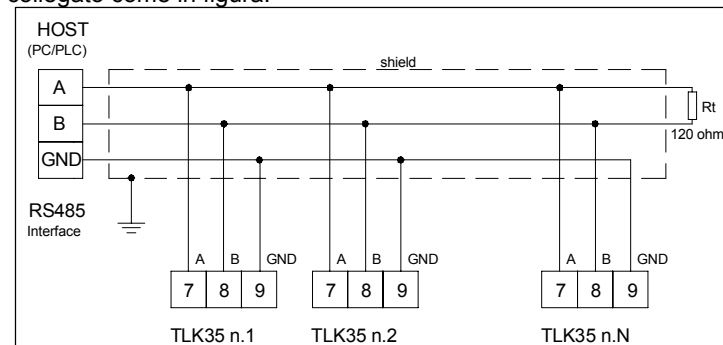 collegato come in figura:
HOST
(PC/PLC)
shield
A
Rt
B
120 ohm
GND
RS485
Interface
A B GND A B GND A B GND
7 8 9 7 8 9 7 8 9
TLK35 n.1 TLK35 n.2 TLK35 n.N